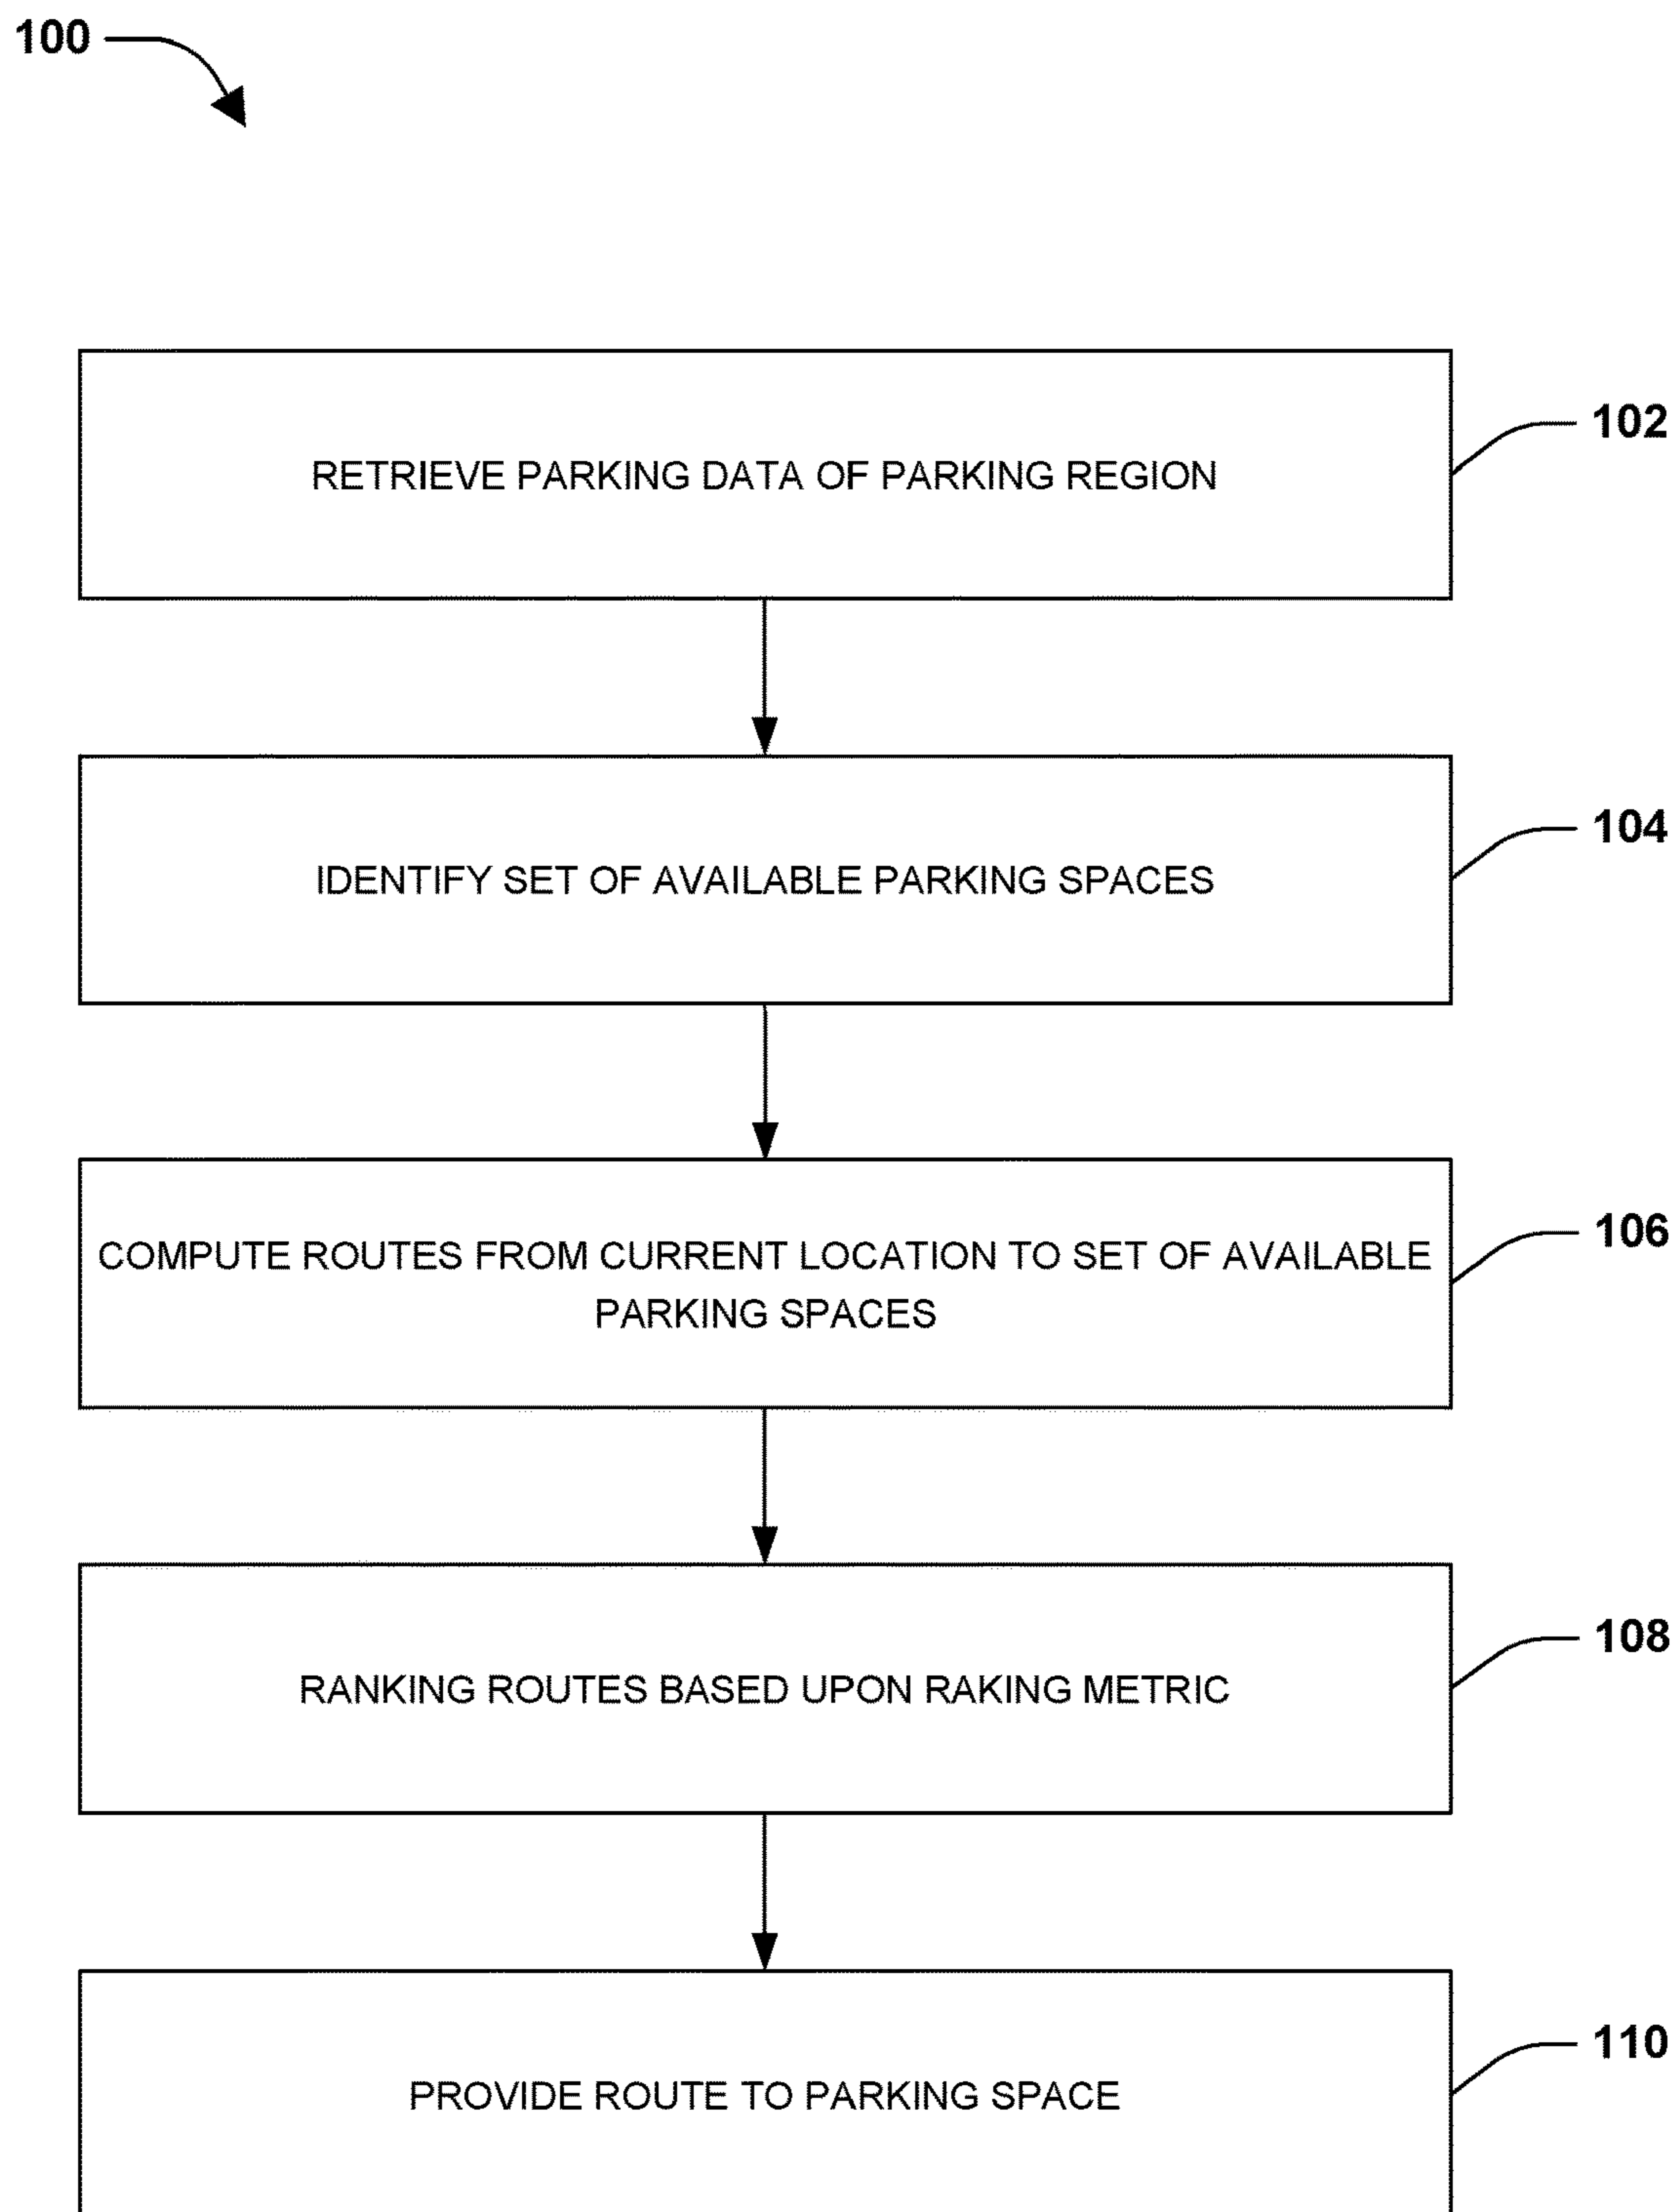 100
RETRIEVE PARKING DATA OF PARKING REGION
102
IDENTIFY SET OF AVAILABLE PARKING SPACES
104
COMPUTE ROUTES FROM CURRENT LOCATION TO SET OF AVAILABLE
PARKING SPACES
106
RANKING ROUTES BASED UPON RAKING METRIC
108
PROVIDE ROUTE TO PARKING SPACE
110